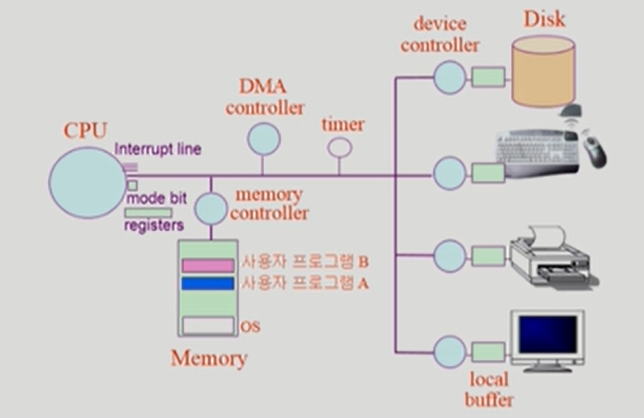 device
controller
Disk
DMA
controller
timer
CPU
Interrupt line
mode bit
registers
memory
controller
사용자 프로그램 B
사용자 프로그램 A
OS
Memory
local
buffer